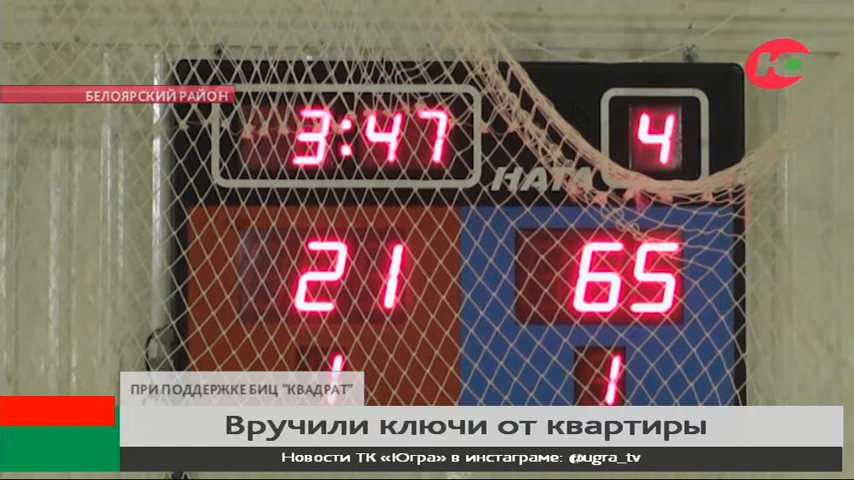 БЕЛОЯРСКИЙ РАЙОН
Ю
3:47
4
НАТА
21
65
1
1
ПРИ ПОДДЕРЖКЕ БИЦ "КВАДРАТ"
Вручили ключи от квартиры
Новости ТК «Югра» в инстаграме: @ugra_tv